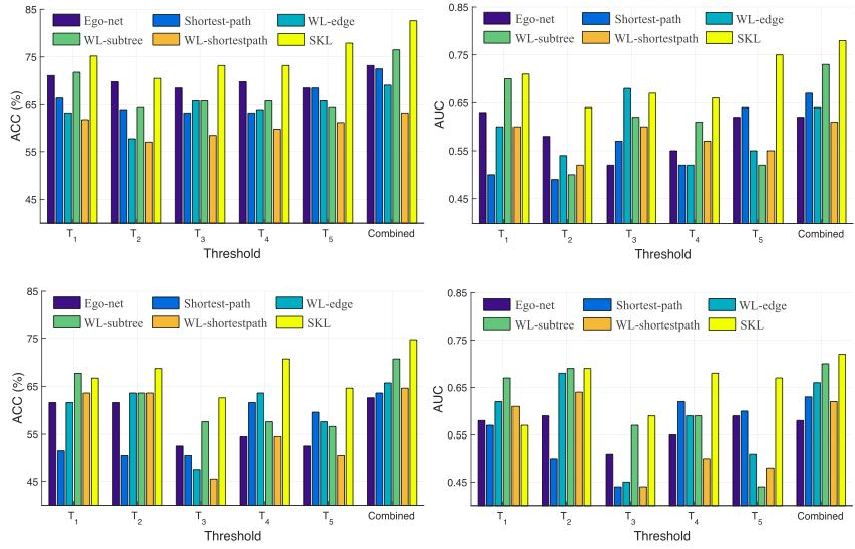 85
75
65
55
45
ACC (%)
Ego-net Shortest-path WL-edge
WL-subtree WL-shortestpath SKL
T1 T2 T3 T4 T5 Combined
Threshold
0.85
0.75
0.65
0.55
0.45
AUC
Ego-net Shortest-path WL-edge
WL-subtree WL-shortestpath SKL
T1 T2 T3 T4 T5 Combined
Threshold
85
75
65
55
45
ACC (%)
Ego-net Shortest-path WL-edge
WL-subtree WL-shortestpath SKL
T1 T2 T3 T4 T5 Combined
Threshold
0.85
0.75
0.65
0.55
0.45
AUC
Ego-net Shortest-path WL-edge
WL-subtree WL-shortestpath SKL
T1 T2 T3 T4 T5 Combined
Threshold